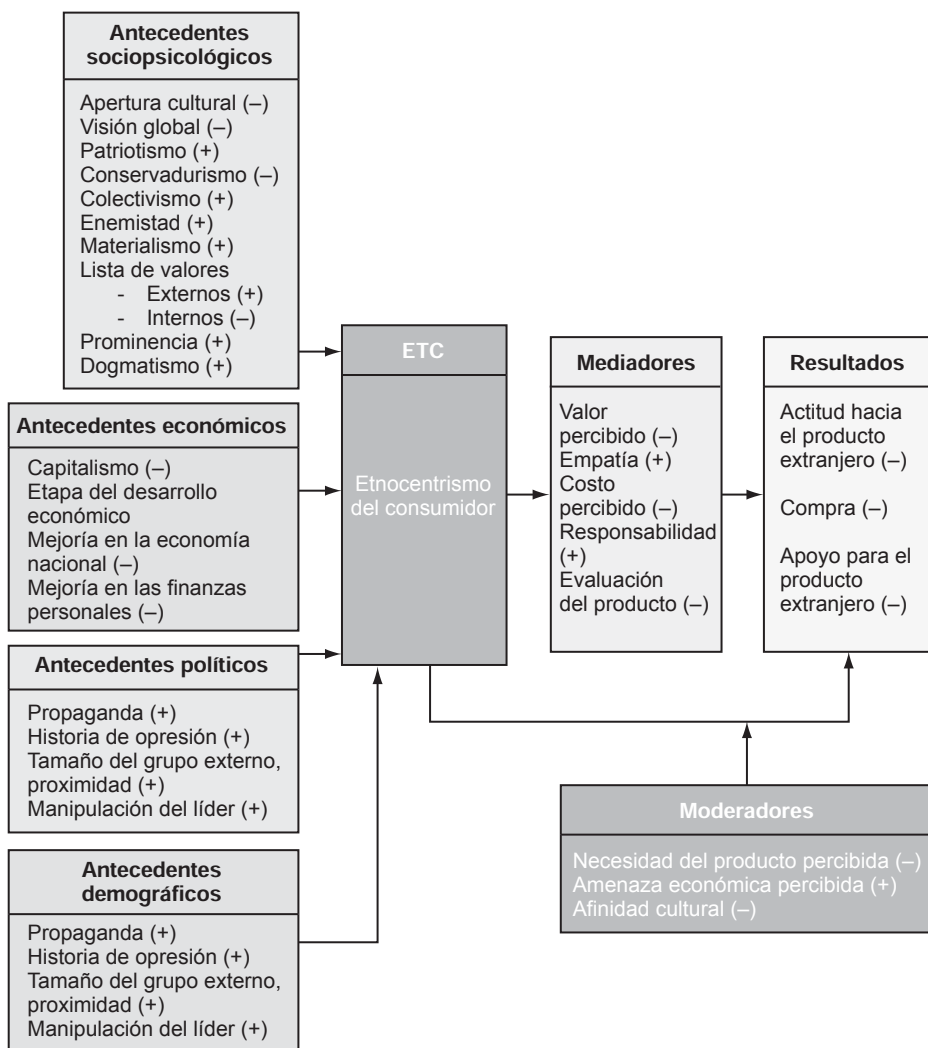 Antecedentes
sociopsicológicos
Apertura cultural (–)
Visión global (–)
Patriotismo (+)
Conservadurismo (–)
Colectivismo (+)
Enemistad (+)
Materialismo (+)
Lista de valores
- Externos (+)
- Internos (–)
Prominencia (+)
Dogmatismo (+)
Antecedentes económicos
Capitalismo (–)
Etapa del desarrollo
económico
Mejoría en la economía
nacional (–)
Mejoría en las finanzas
personales (–)
Antecedentes políticos
Propaganda (+)
Historia de opresión (+)
Tamaño del grupo externo,
proximidad (+)
Manipulación del líder (+)
Antecedentes
demográficos
Propaganda (+)
Historia de opresión (+)
Tamaño del grupo externo,
proximidad (+)
Manipulación del líder (+)
ETC
Etnocentrismo
del consumidor
Mediadores
Valor
percibido (–)
Empatía (+)
Costo
percibido (–)
Responsabilidad
(+)
Evaluación
del producto (–)
Resultados
Actitud hacia
el producto
extranjero (–)
Compra (–)
Apoyo para el
producto
extranjero (–)
Moderadores
Necesidad del producto percibida (–)
Amenaza económica percibida (+)
Afinidad cultural (–)